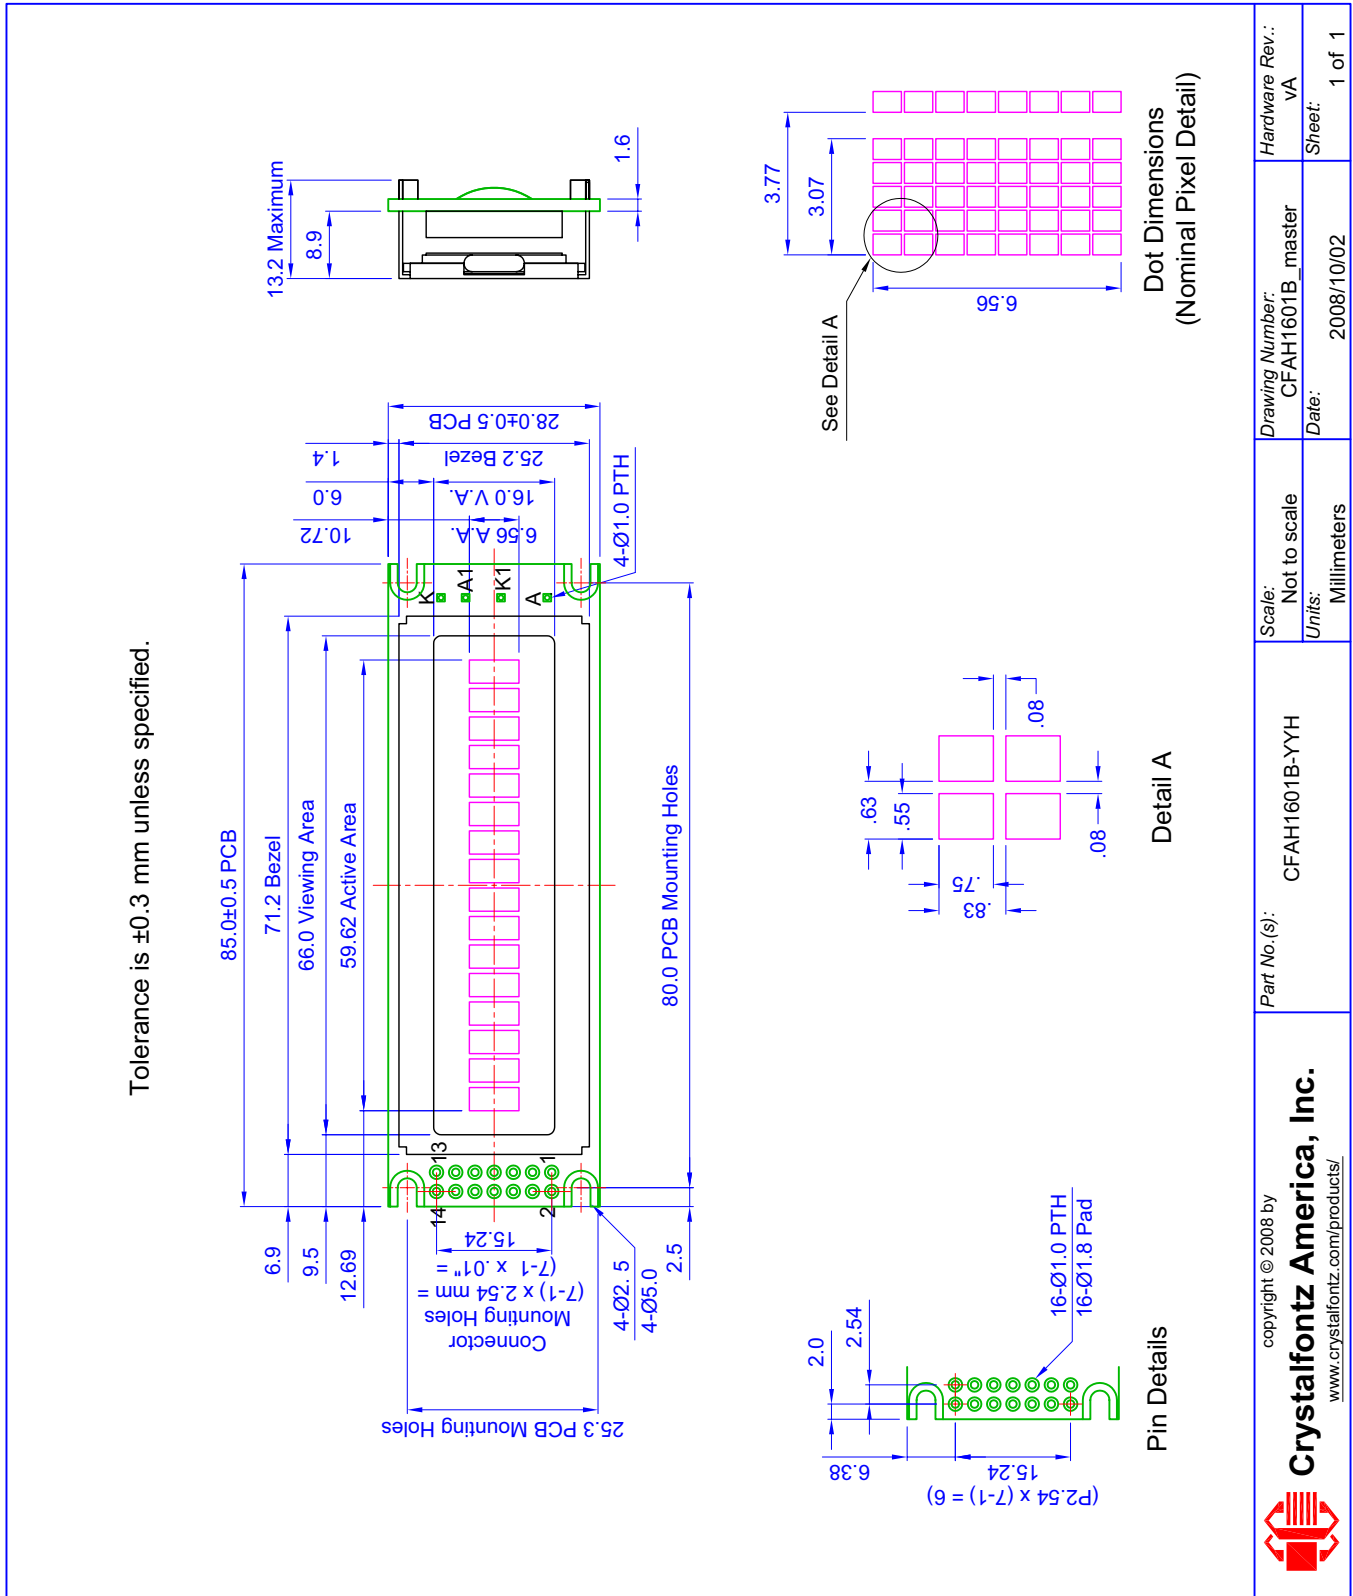 Tolerance is ±0.3 mm unless specified.
85.0±0.5 PCB
71.2 Bezel
66.0 Viewing Area
59.62 Active Area
6.9
9.5
12.69
10.72
6.0
1.4
6.56 A.A.
16.0 V.A.
25.2 Bezel
28.0±0.5 PCB
K
A1
K1
A
4-Ø1.0 PTH
13
1
14
2
15.24
(7-1 x .01" =
(7-1) x 2.54 mm =
Mounting Holes
Connector
25.3 PCB Mounting Holes
4-Ø2. 5
4-Ø5.0
2.5
80.0 PCB Mounting Holes
13.2 Maximum
8.9
1.6
2.0
2.54
16-Ø1.0 PTH
16-Ø1.8 Pad
6.38
15.24
(P2.54 x (7-1) = 6)
Pin Details
.63
.55
.75
.83
.08
.08
Detail A
See Detail A
3.77
3.07
6.56
Dot Dimensions
(Nominal Pixel Detail)
copyright © 2008 by
Crystalfontz America, Inc.
www.crystalfontz.com/products/
Part No.(s):
CFAH1601B-YYH
Scale:
Not to scale
Units:
Millimeters
Drawing Number:
CFAH1601B_master
Date:
2008/10/02
Hardware Rev.:
vA
Sheet:
1 of 1